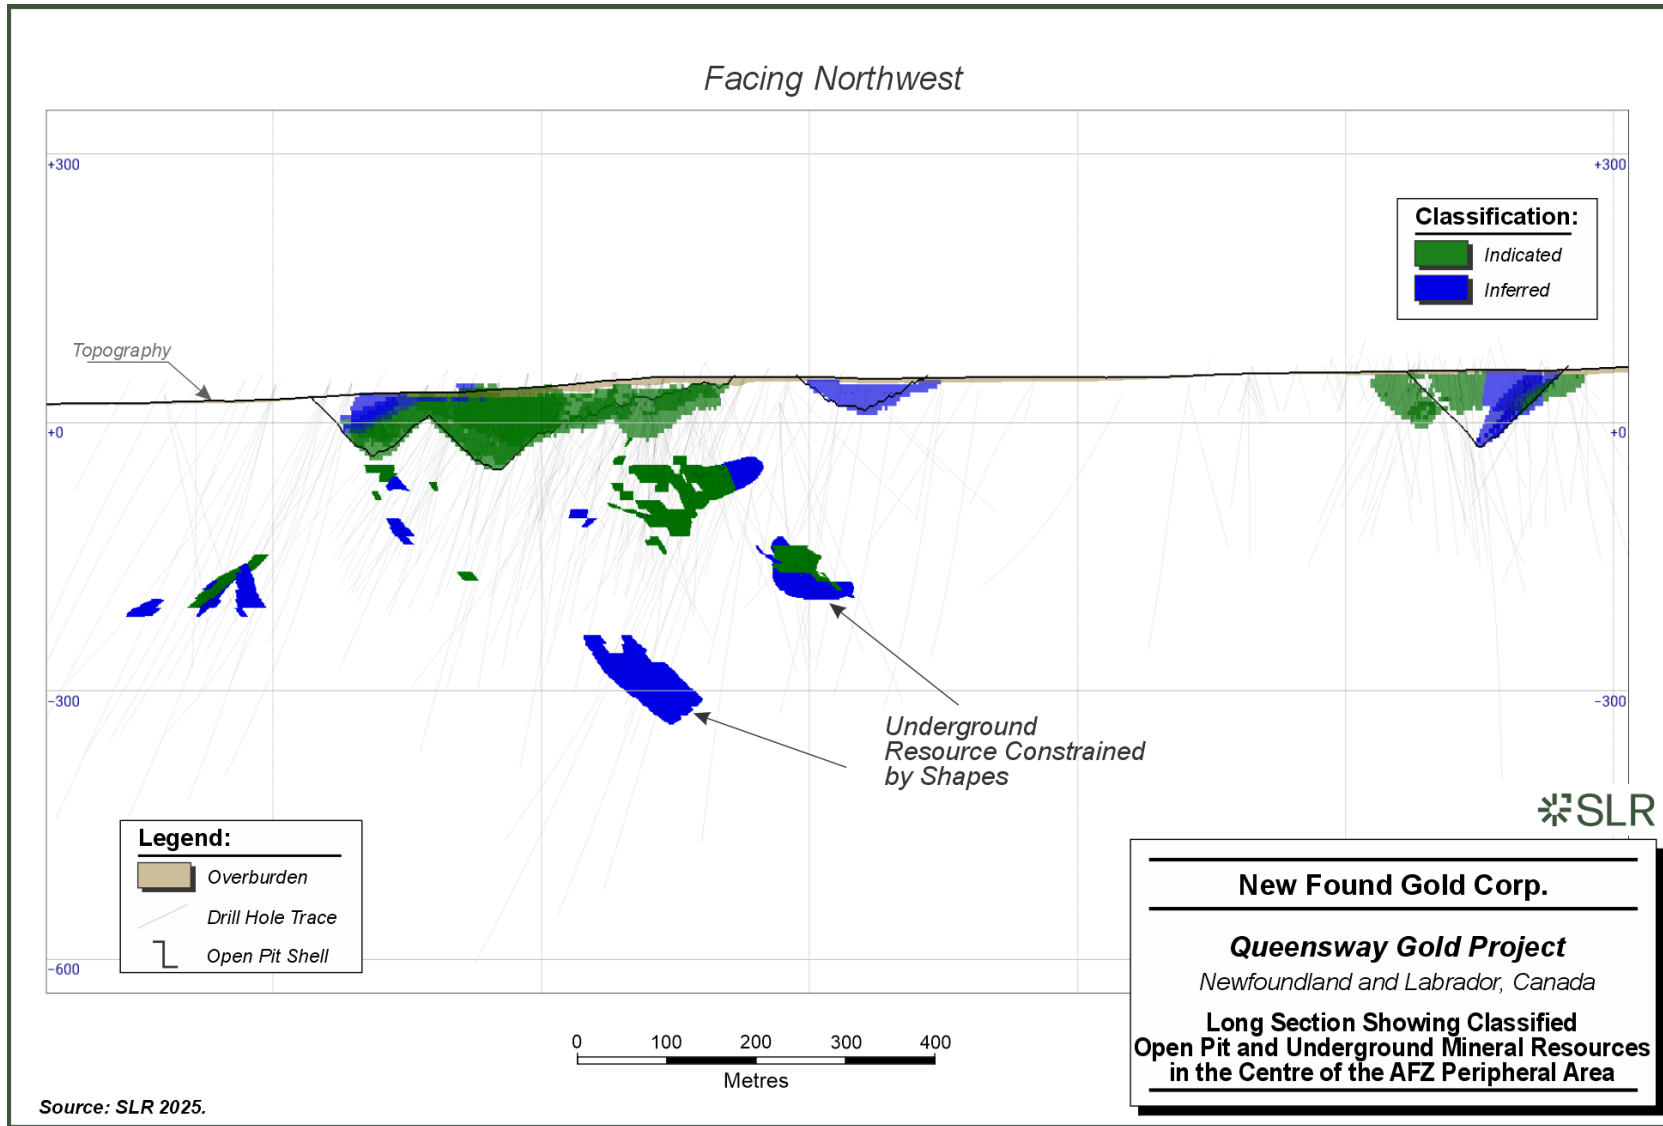 Facing Northwest
+300
+300
Classification:
Indicated
Inferred
Topography
+0
+0
-300
-300
Underground
Resource Constrained
by Shapes
SLR
Legend:
Overburden
Drill Hole Trace
Open Pit Shell
-600
New Found Gold Corp.
Queensway Gold Project
Newfoundland and Labrador, Canada
Long Section Showing Classified
Open Pit and Underground Mineral Resources
in the Centre of the AFZ Peripheral Area
0 100 200 300 400
Metres
Source: SLR 2025.